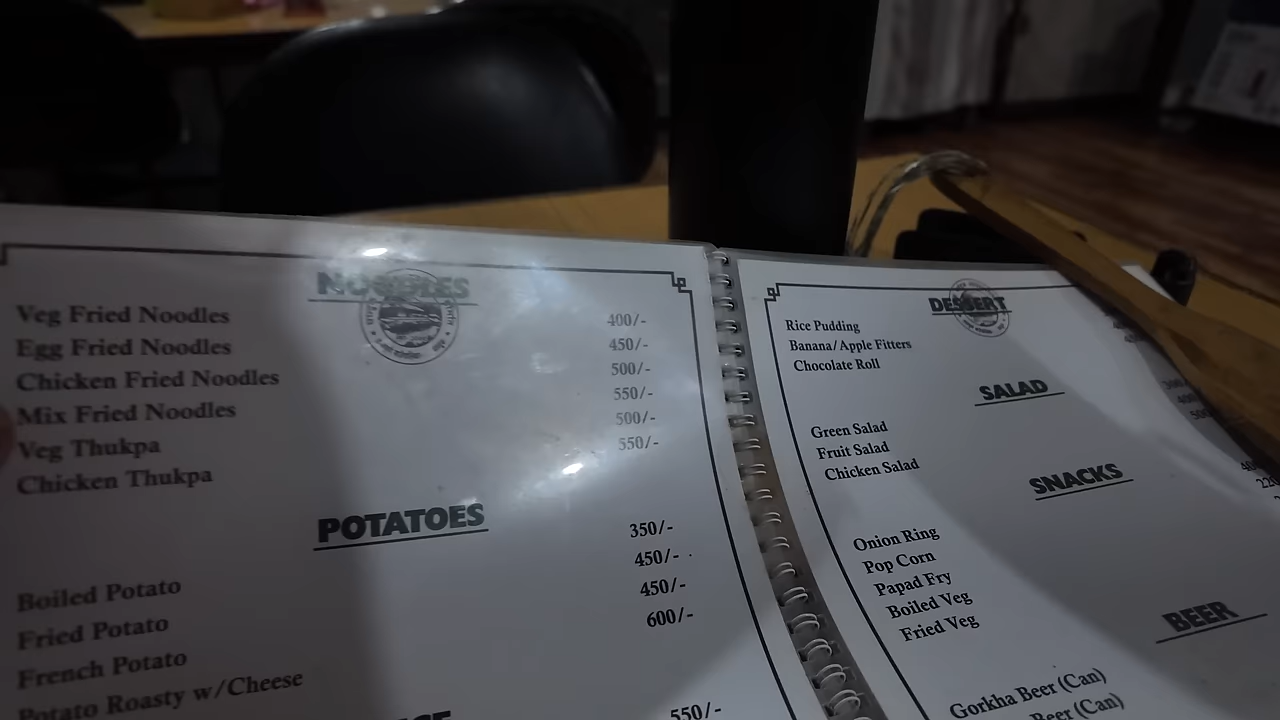 NOODLES
Veg Fried Noodles 400/-
Egg Fried Noodles 450/-
Chicken Fried Noodles 500/-
Mix Fried Noodles 550/-
Veg Thukpa 500/-
Chicken Thukpa 550/-
POTATOES
Boiled Potato 350/-
Fried Potato 450/-
French Potato 450/-
Potato Roasty w/Cheese 600/-
550/-
DESSERT
Rice Pudding
Banana/Apple Fitters
Chocolate Roll
SALAD
Green Salad
Fruit Salad
Chicken Salad
SNACKS
Onion Ring
Pop Corn
Papad Fry
Boiled Veg
Fried Veg
BEER
Gorkha Beer (Can)
Beer (Can)